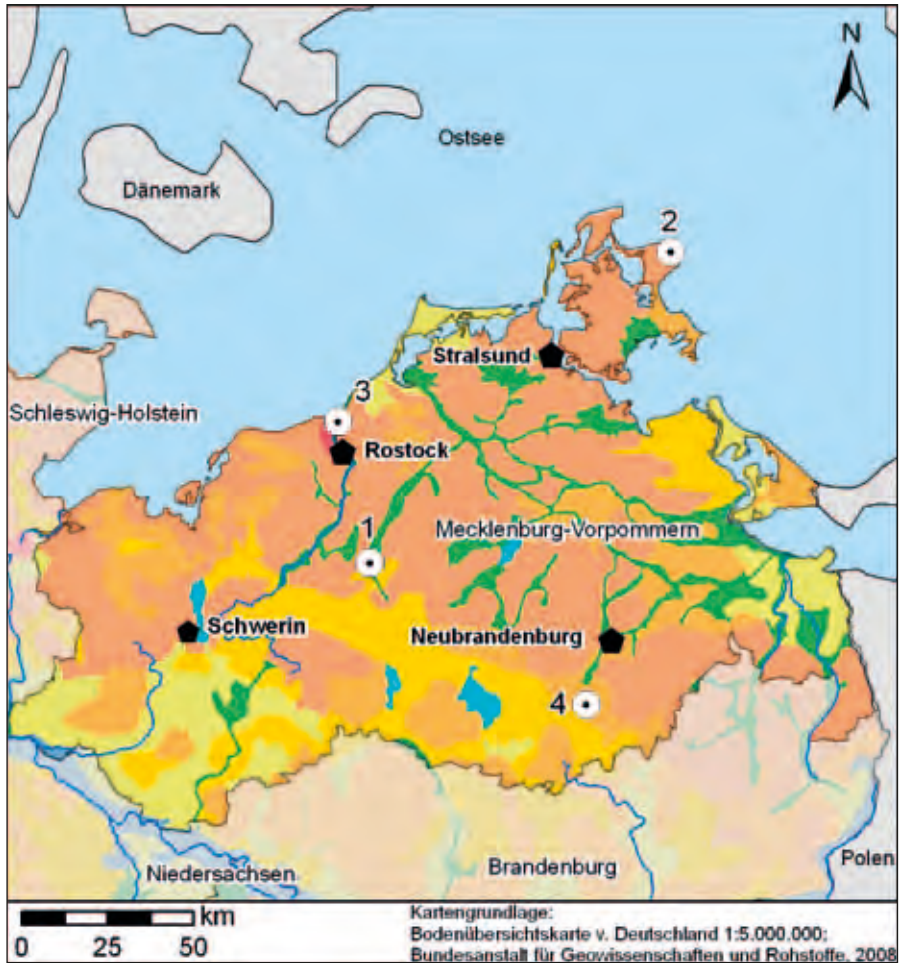 N
Ostsee
Dänemark
2
Stralsund
Schleswig-Holstein
3
Rostock
1
Mecklenburg-Vorpommern
Schwerin
Neubrandenburg
4
Niedersachsen
Brandenburg
Polen
km
0 25 50
Kartengrundlage:
Bodenübersichtskarte v. Deutschland 1:5.000.000;
Bundesanstalt für Geowissenschaften und Rohstoffe, 2008